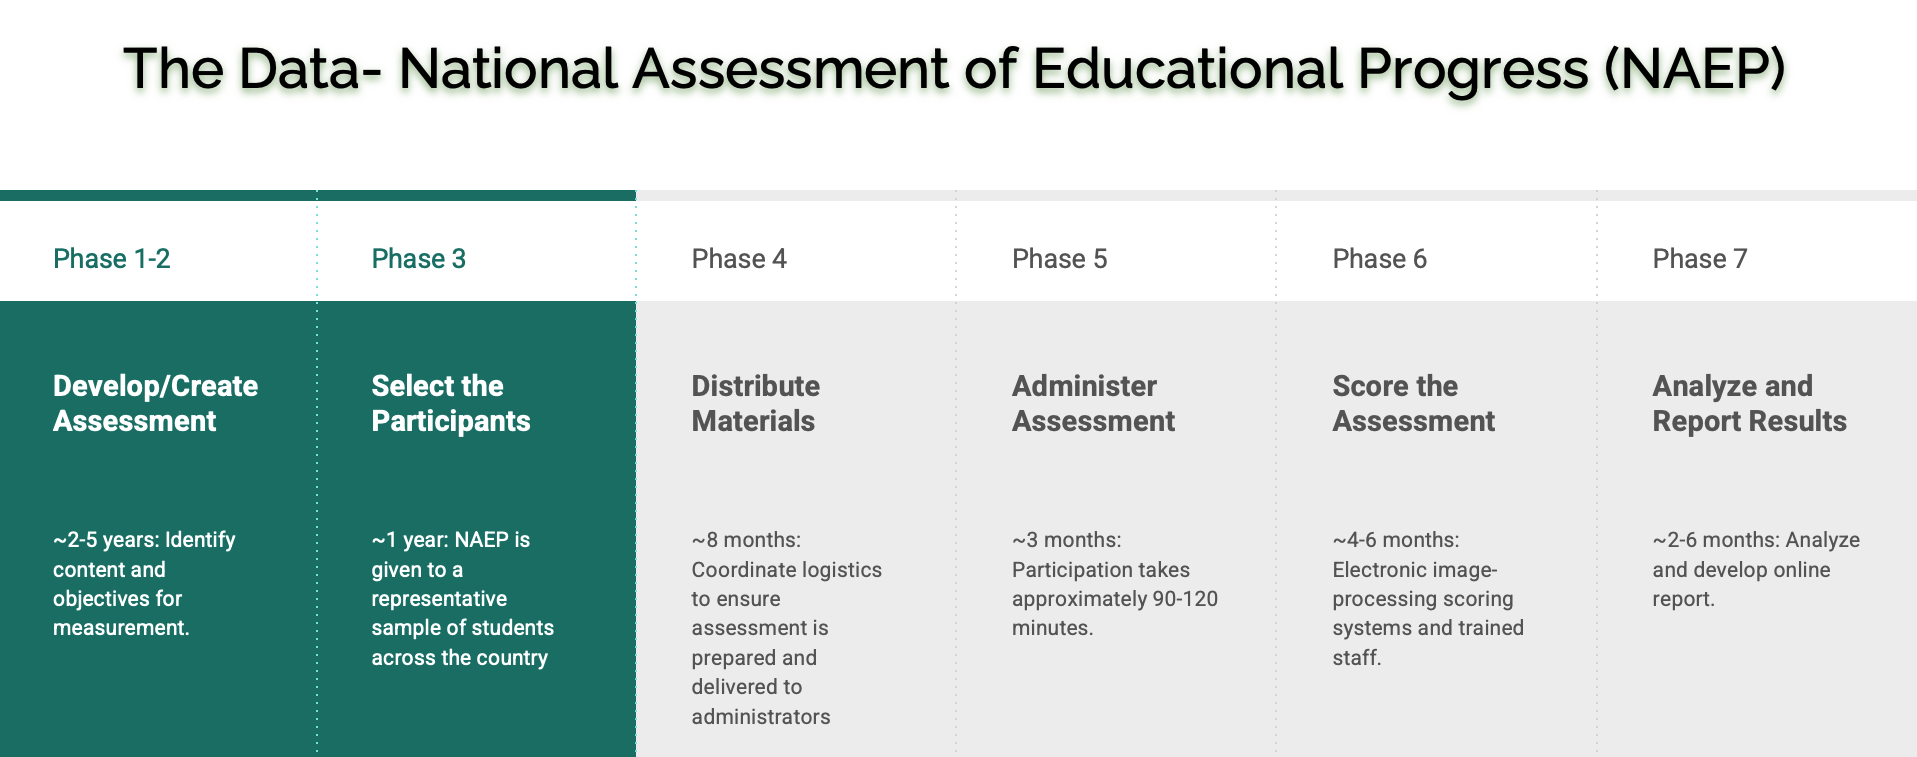 The Data- National Assessment of Educational Progress (NAEP)
Phase 1-2
Develop/Create
Assessment
~2-5 years: Identify
content and
objectives for
measurement.
Phase 3
Select the
Participants
~1 year: NAEP is
given to a
representative
sample of students
across the country
Phase 4
Distribute
Materials
~8 months:
Coordinate logistics
to ensure
assessment is
prepared and
delivered to
administrators
Phase 5
Administer
Assessment
~3 months:
Participation takes
approximately 90-120
minutes.
Phase 6
Score the
Assessment
~4-6 months:
Electronic image-
processing scoring
systems and trained
staff.
Phase 7
Analyze and
Report Results
~2-6 months: Analyze
and develop online
report.